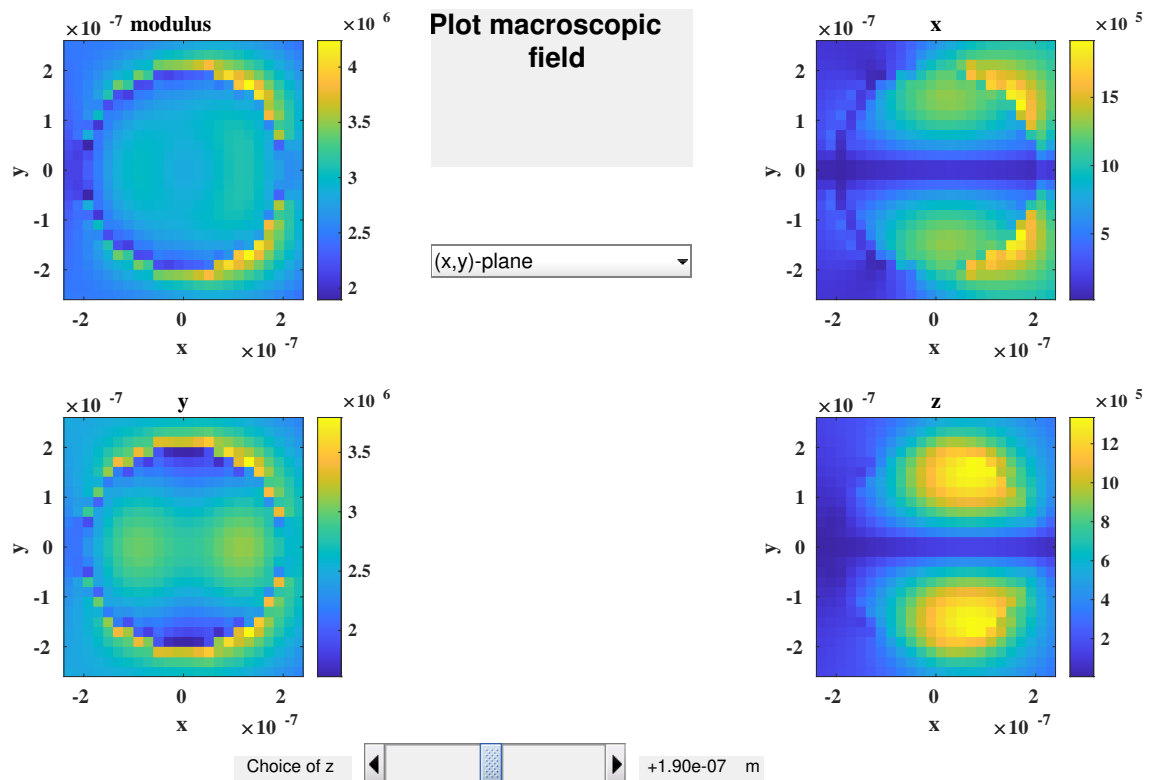 ×10 -7 modulus
×10 6
2
1
0
-1
-2
y
4
3.5
3
2.5
2
-2 0 2
x ×10 -7
Plot macroscopic
field
(x,y)-plane
×10 -7 x
×10 5
2
1
0
-1
-2
y
15
10
5
-2 0 2
x ×10 -7
×10 -7 y
×10 6
2
1
0
-1
-2
y
3.5
3
2.5
2
-2 0 2
x ×10 -7
×10 -7 z
×10 5
2
1
0
-1
-2
y
12
10
8
6
4
2
-2 0 2
x ×10 -7
Choice of z
+1.90e-07 m